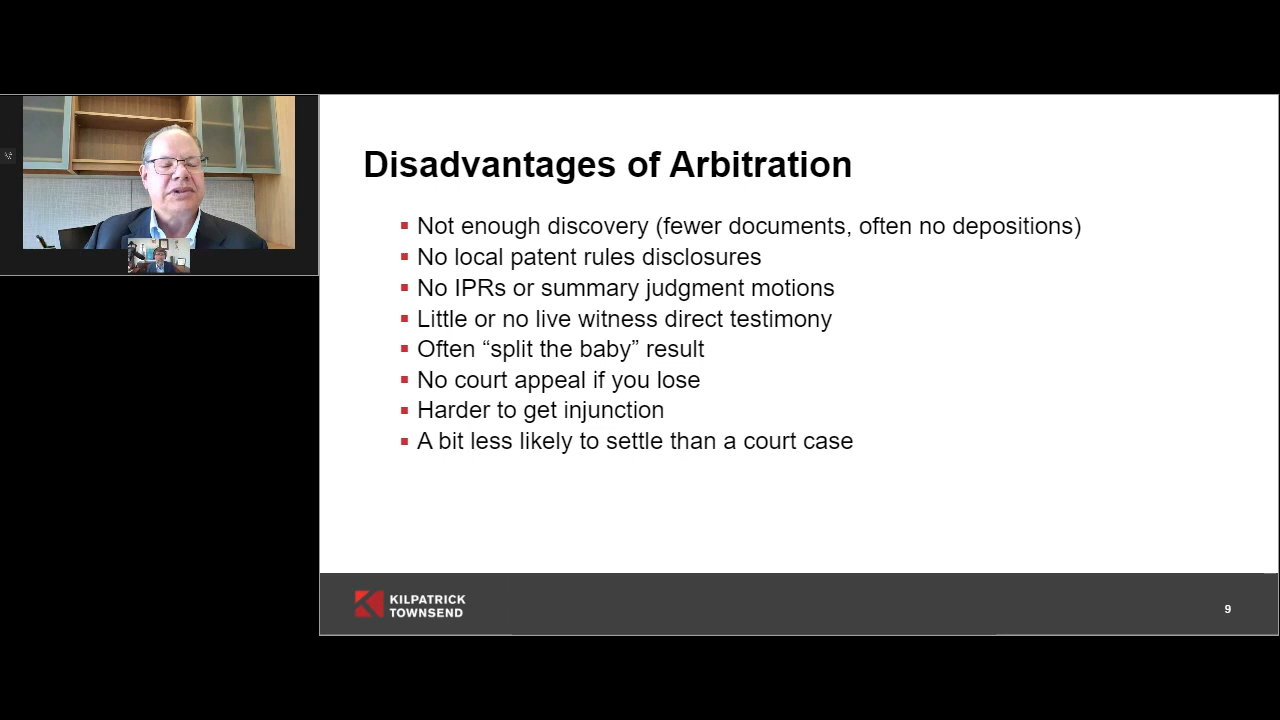 Disadvantages of Arbitration
▪ Not enough discovery (fewer documents, often no depositions)
▪ No local patent rules disclosures
▪ No IPRs or summary judgment motions
▪ Little or no live witness direct testimony
▪ Often “split the baby” result
▪ No court appeal if you lose
▪ Harder to get injunction
▪ A bit less likely to settle than a court case
KILPATRICK
TOWNSEND
9